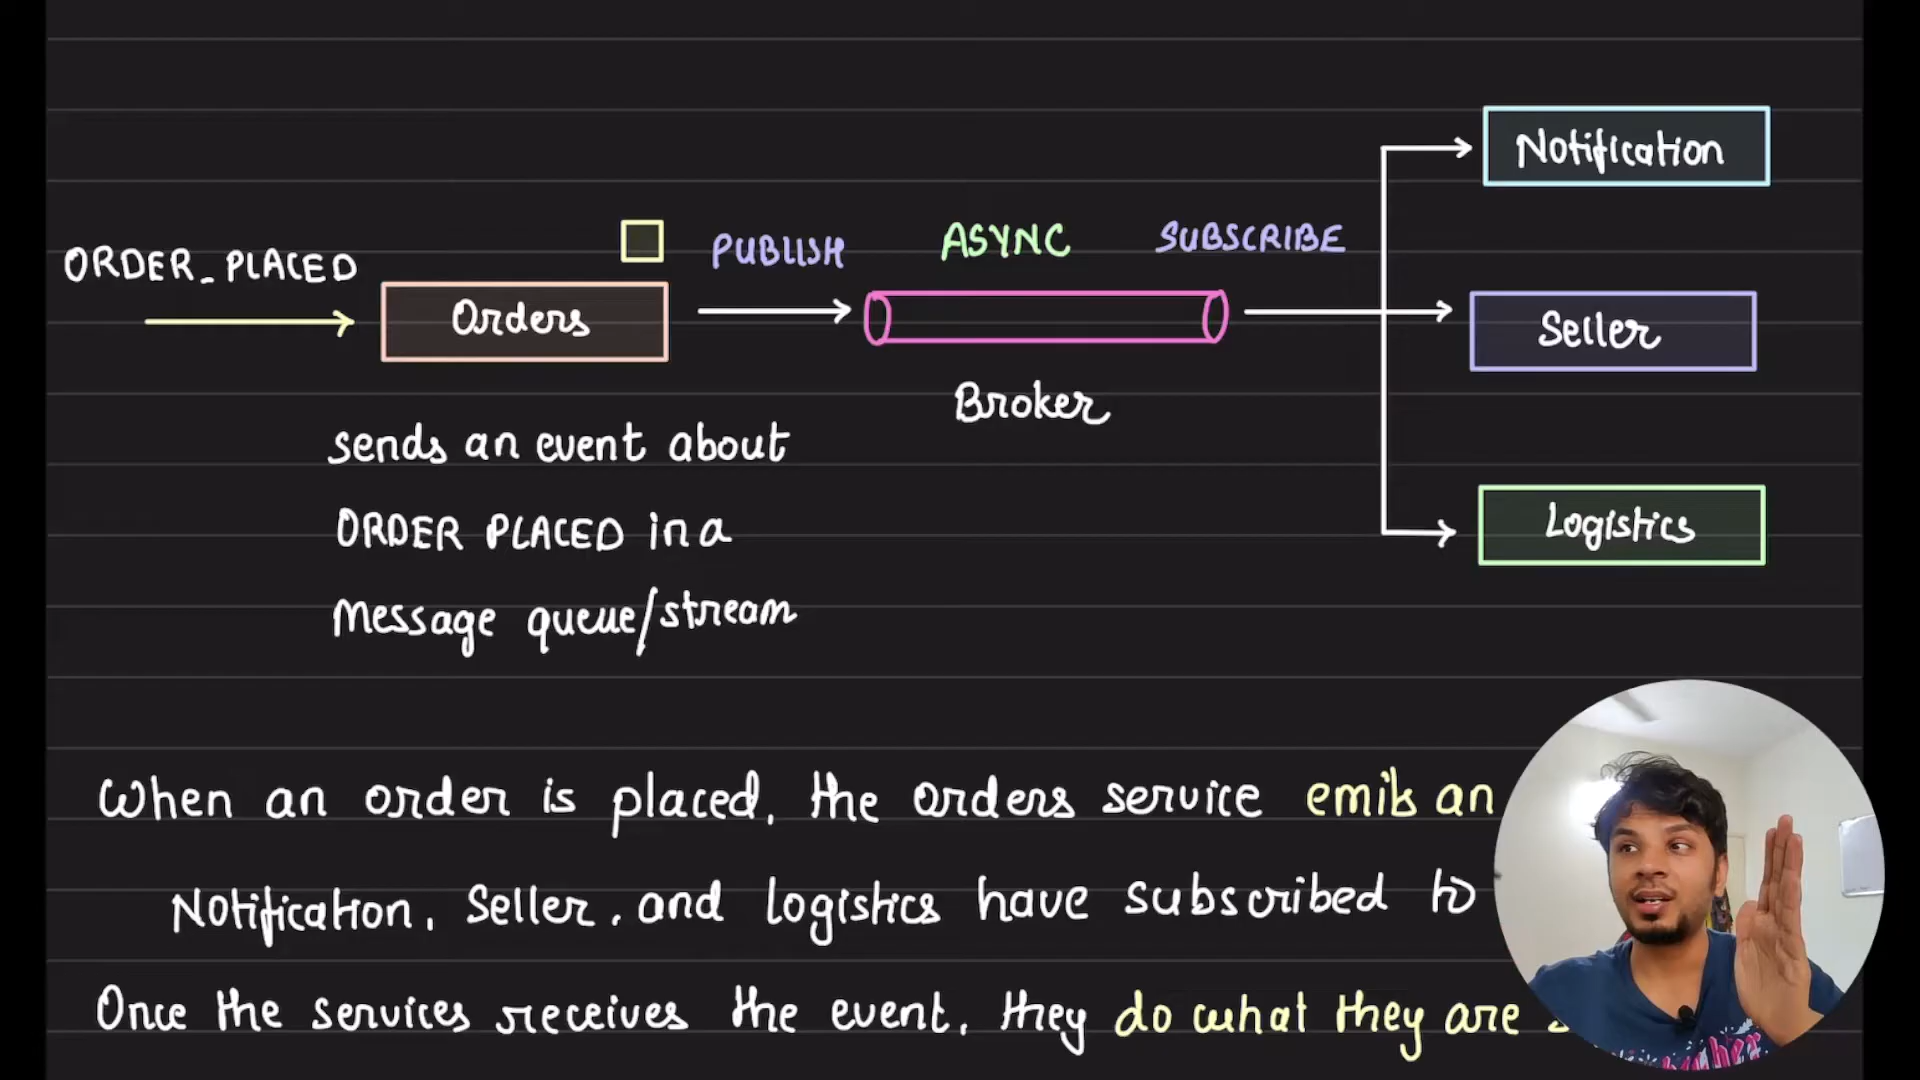 Notification
ORDER_PLACED
PUBLISH
ASYNC
SUBSCRIBE
Orders
Seller
Broker
sends an event about
ORDER PLACED in a
Message queue/stream
Logistics
When an order is placed, the orders service emits an
Notification, Seller, and logistics have subscribed to
Once the services receives the event, they do what they are